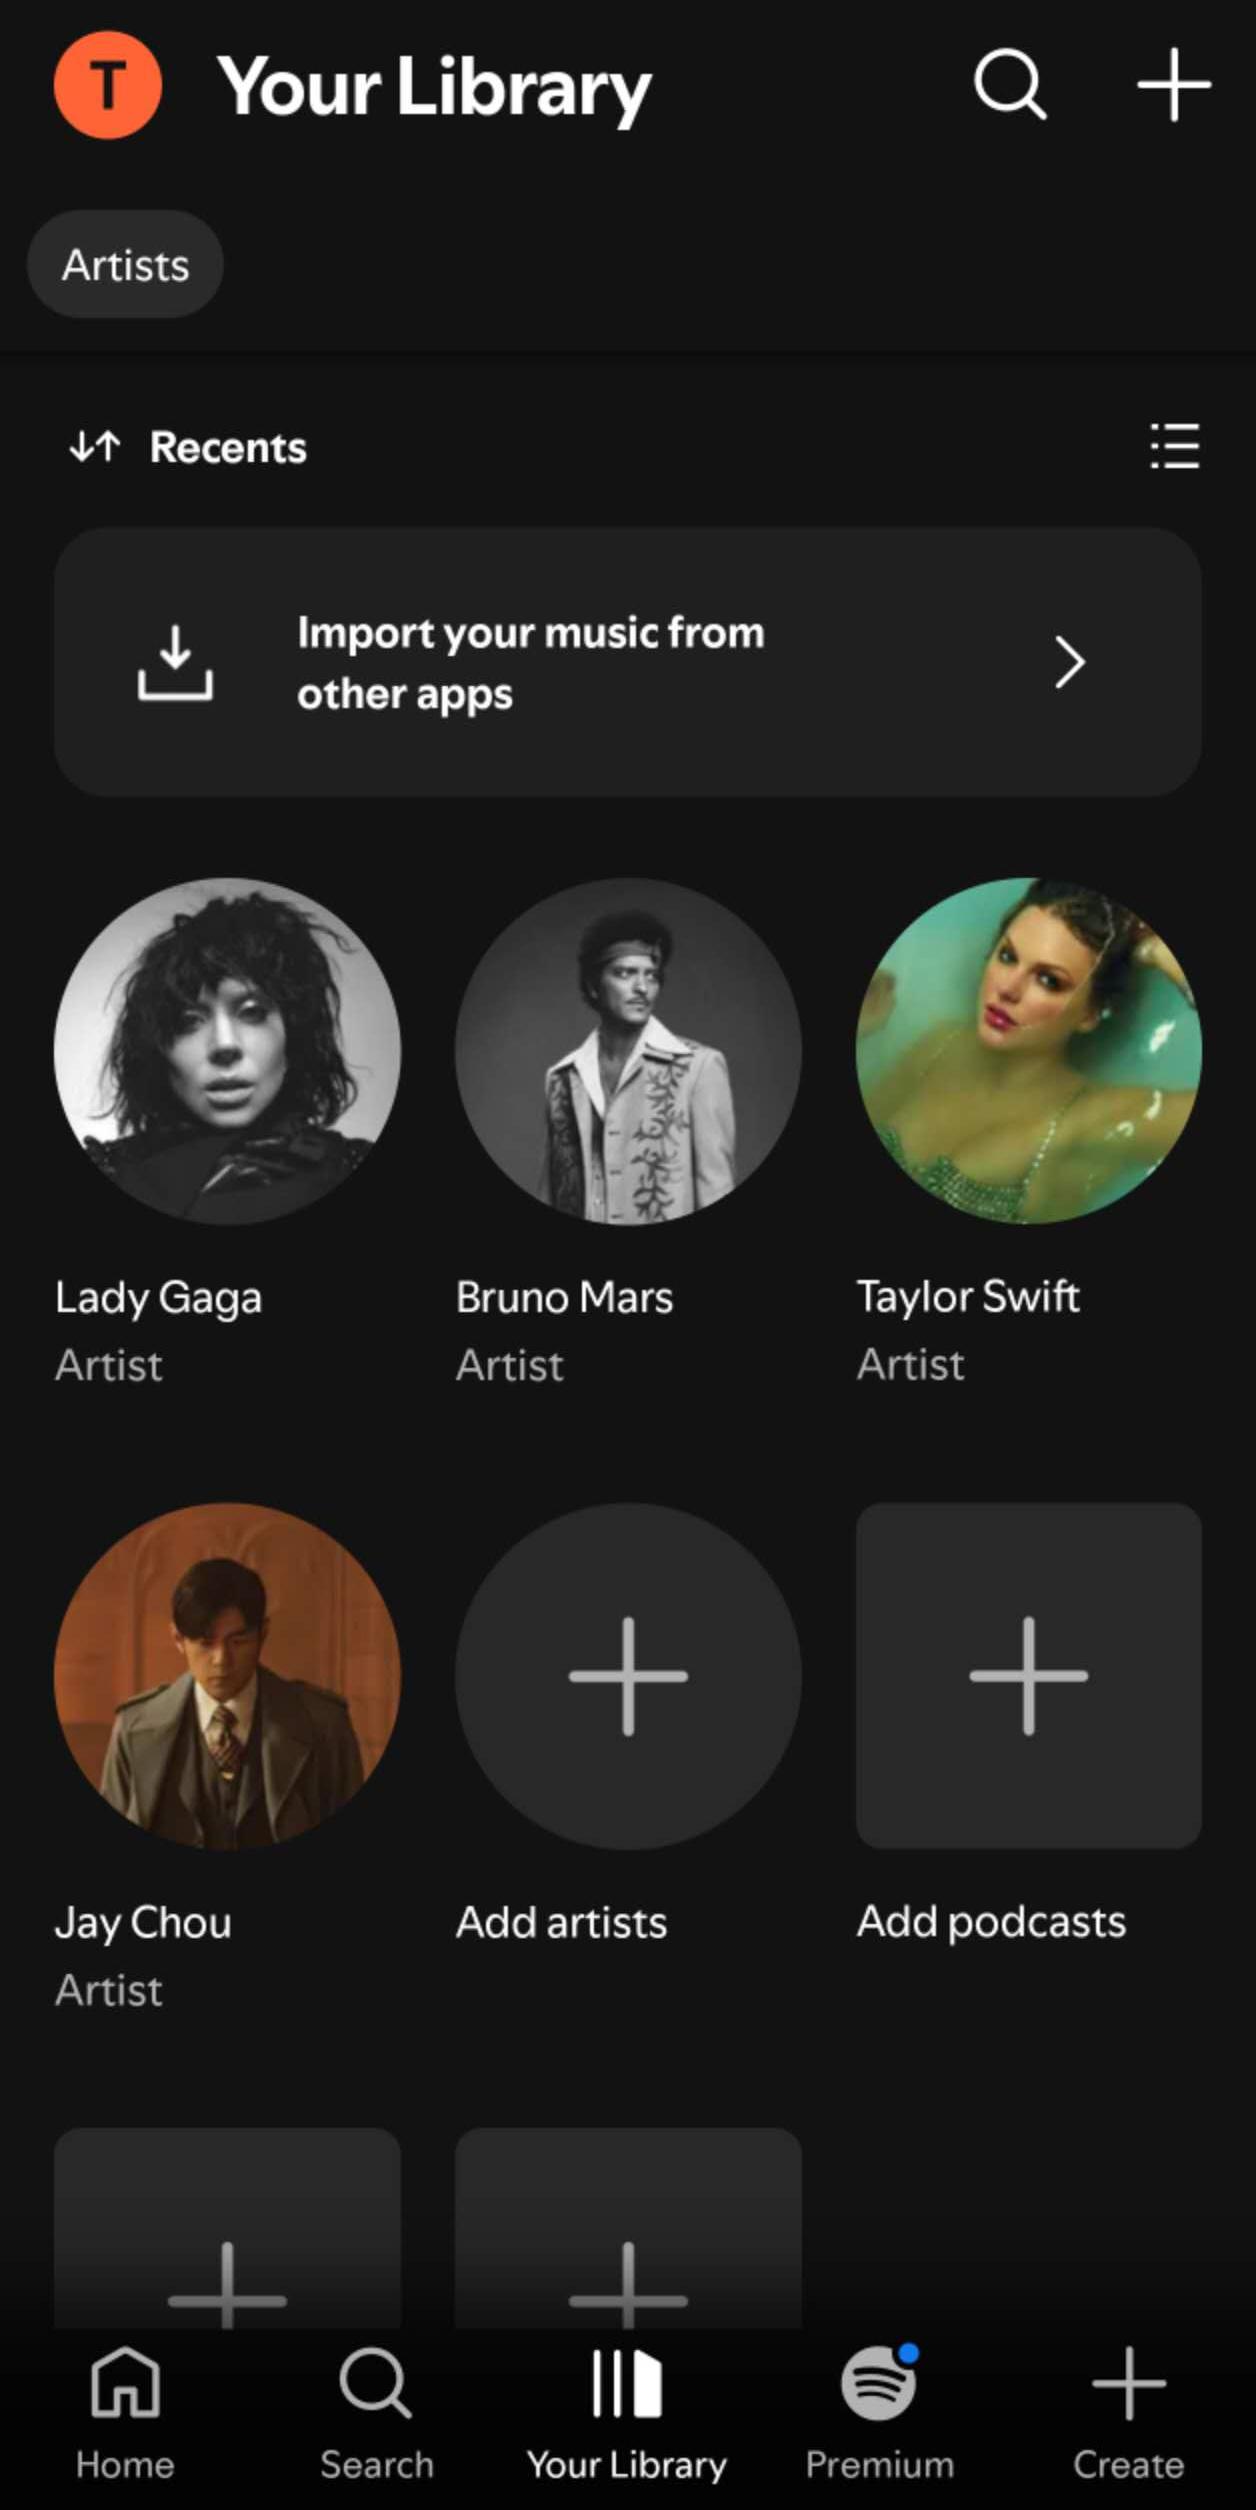 T
Your Library
Artists
Recents
Import your music from
other apps
Lady Gaga
Artist
Bruno Mars
Artist
Taylor Swift
Artist
Jay Chou
Artist
Add artists
Add podcasts
Home
Search
Your Library
Premium
Create